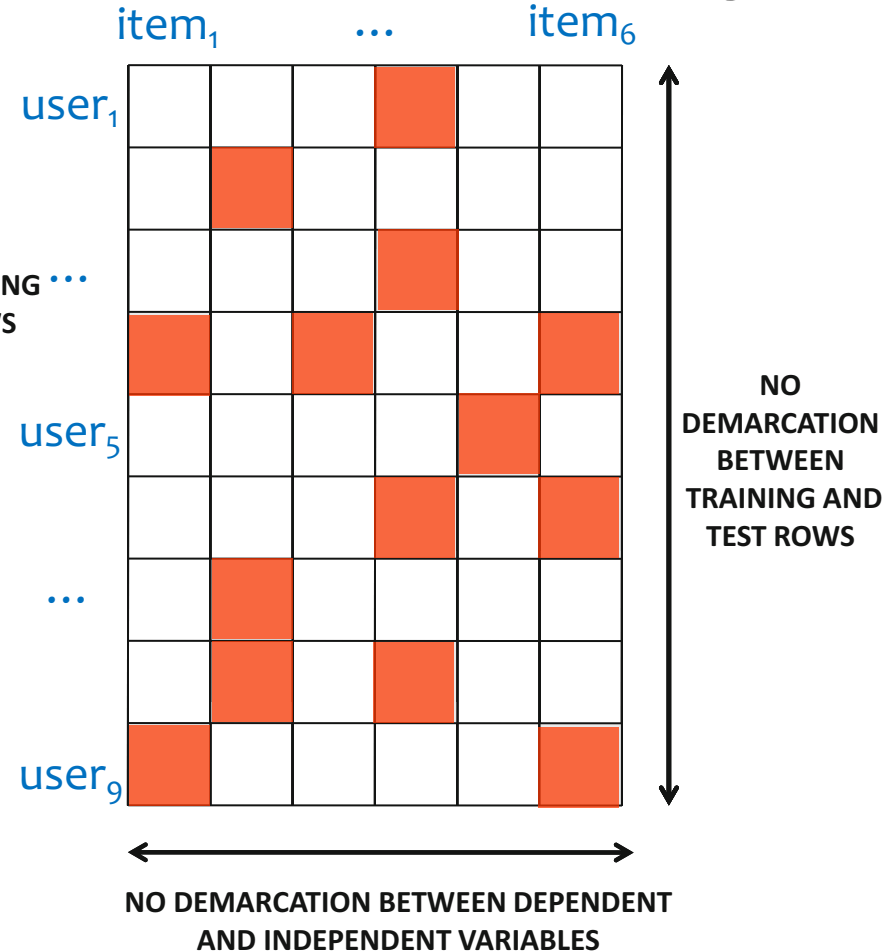 item₁ ... item₆
user₁
...
user₅
...
user₉
NO
DEMARCATION
BETWEEN
TRAINING AND
TEST ROWS
NO DEMARCATION BETWEEN DEPENDENT
AND INDEPENDENT VARIABLES